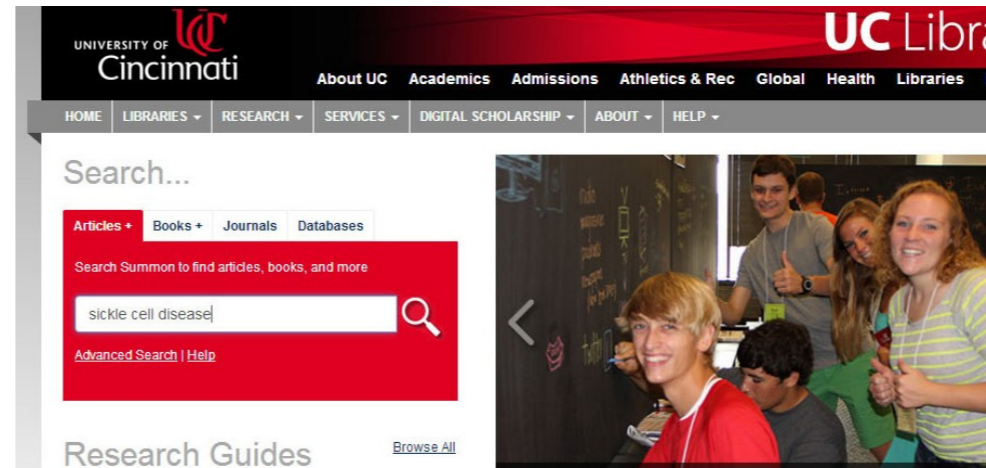 UNIVERSITY OF UC
Cincinnati
UC Libra
About UC Academics Admissions Athletics & Rec Global Health Libraries
HOME LIBRARIES RESEARCH SERVICES DIGITAL SCHOLARSHIP ABOUT HELP
Search...
Articles + Books + Journals Databases
Search Summon to find articles, books, and more
sickle cell disease
Advanced Search | Help
Research Guides Browse All